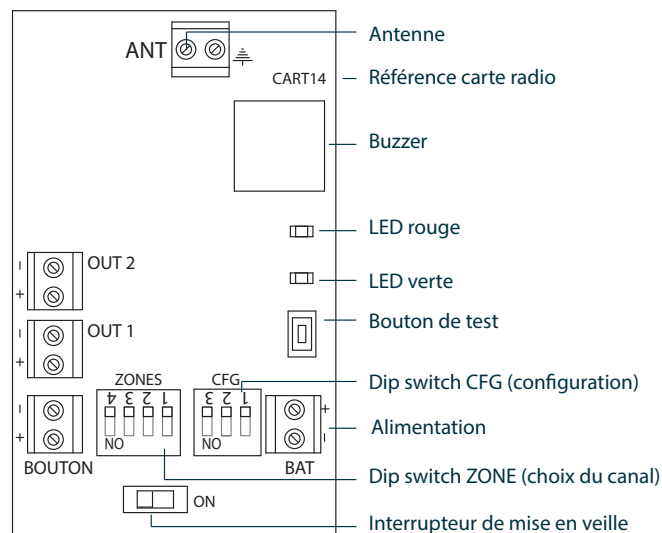 ANT
Antenne
CART14
Référence carte radio
Buzzer
LED rouge
- OUT 2
+
LED verte
- OUT 1
+
Bouton de test
ZONES CFG
Dip switch CFG (configuration)
4 3 2 1 3 2 1
- +
Alimentation
+ NO NO -
BOUTON BAT
Dip switch ZONE (choix du canal)
ON
Interrupteur de mise en veille